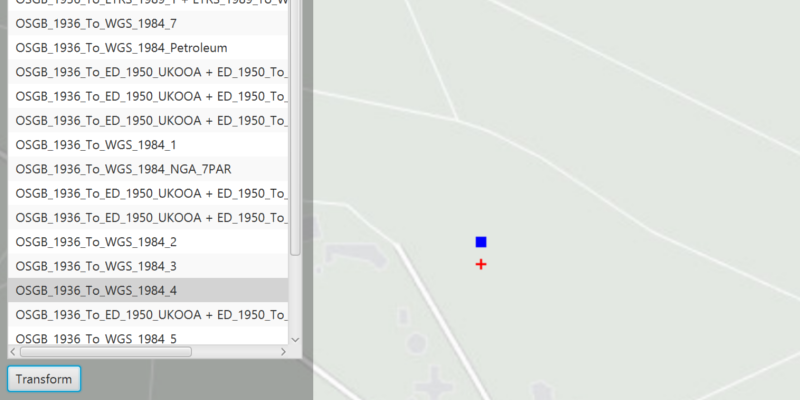 OSGB_1936_To_WGS_1984_7
OSGB_1936_To_WGS_1984_Petroleum
OSGB_1936_To_ED_1950_UKOOA + ED_1950_To_
OSGB_1936_To_ED_1950_UKOOA + ED_1950_To_
OSGB_1936_To_ED_1950_UKOOA + ED_1950_To_
OSGB_1936_To_WGS_1984_1
OSGB_1936_To_WGS_1984_NGA_7PAR
OSGB_1936_To_ED_1950_UKOOA + ED_1950_To_
OSGB_1936_To_ED_1950_UKOOA + ED_1950_To_
OSGB_1936_To_WGS_1984_2
OSGB_1936_To_WGS_1984_3
OSGB_1936_To_WGS_1984_4
OSGB_1936_To_ED_1950_UKOOA + ED_1950_To_
OSGB_1936_To_WGS_1984_5
Transform